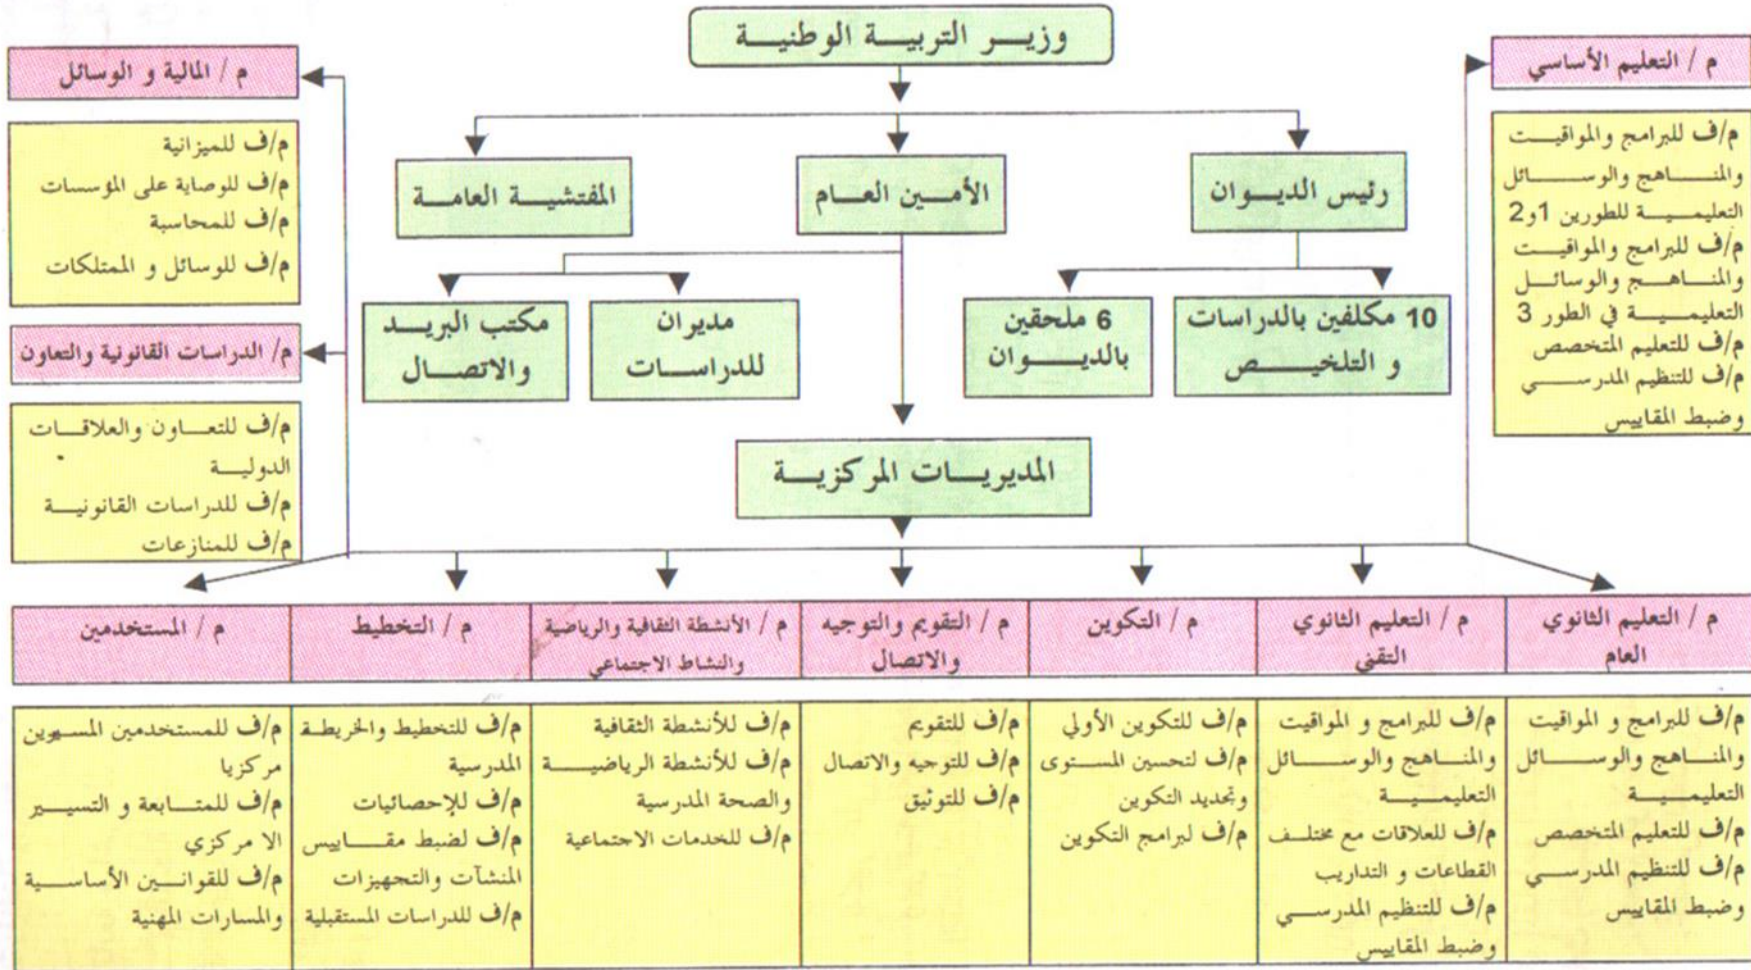 وزير التربية الوطنية
م / التعليم الأساسي
م / المالية و الوسائل
م/ف للبرامج والمواقيت
والمناهج والوسائل
التعليمية للطورين 1و2
م/ف للبرامج والمواقيت
والمناهج والوسائل
التعليمية في الطور 3
م/ف للتعليم المتخصص
م/ف للتنظيم المدرسي
وضبط المقاييس
رئيس الديوان
الأمين العام
المفتشية العامة
م/ف للميزانية
م/ف للوصاية على المؤسسات
م/ف للمحاسبة
م/ف للوسائل و الممتلكات
10 مكلفين بالدراسات
و التلخيص
6 ملحقين
بالديوان
مديران
للدراسات
مكتب البريد
والاتصال
م/ الدراسات القانونية والتعاون
م/ف للتعاون والعلاقات
الدولية
م/ف للدراسات القانونية
م/ف للمنازعات
المديريات المركزية
م / التعليم الثانوي
العام
م / التعليم الثانوي
التقني
م / التكوين
م / التقويم والتوجيه
والاتصال
م / الأنشطة الثقافية والرياضية
والنشاط الاجتماعي
م / التخطيط
م / المستخدمين
م/ف للبرامج و المواقيت
والمناهج والوسائل
التعليمية
م/ف للتعليم المتخصص
م/ف للتنظيم المدرسي
وضبط المقاييس
م/ف للبرامج و المواقيت
والمناهج والوسائل
التعليمية
م/ف للعلاقات مع مختلف
القطاعات و التداريب
م/ف للتنظيم المدرسي
وضبط المقاييس
م/ف للتكوين الأولي
م/ف لتحسين المستوى
وتجديد التكوين
م/ف لبرامج التكوين
م/ف للتقويم
م/ف للتوجيه والاتصال
م/ف للتوثيق
م/ف للأنشطة الثقافية
م/ف للأنشطة الرياضية
والصحة المدرسية
م/ف للخدمات الاجتماعية
م/ف للتخطيط والخريطة
المدرسية
م/ف للإحصائيات
م/ف لضبط مقاييس
المنشآت والتجهيزات
م/ف للدراسات المستقبلية
م/ف للمستخدمين المسيرين
مركزيا
م/ف للمتابعة و التسيير
الا مركزي
م/ف للقوانين الأساسية
والمسارات المهنية